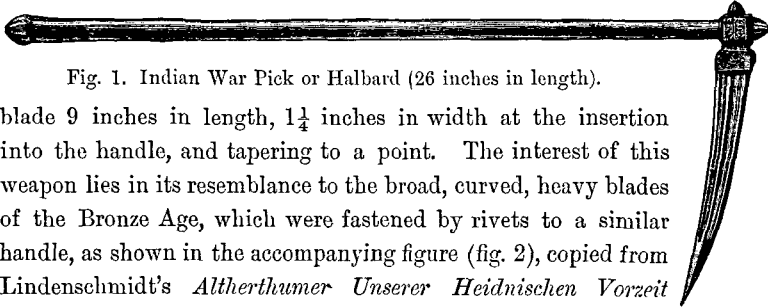 Fig. 1. Indian War Pick or Halbard (26 inches in length).
blade 9 inches in length, 1¼ inches in width at the insertion
into the handle, and tapering to a point. The interest of this
weapon lies in its resemblance to the broad, curved, heavy blades
of the Bronze Age, which were fastened by rivets to a similar
handle, as shown in the accompanying figure (fig. 2), copied from
Lindenschmidt's Altherthumer Unserer Heidnischen Vorzeit